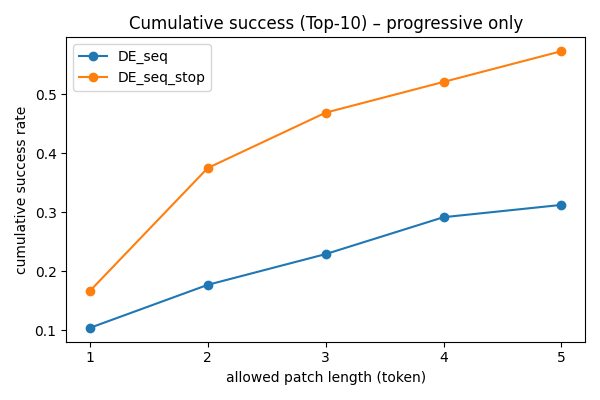 Cumulative success (Top-10) – progressive only
DE_seq
DE_seq_stop
cumulative success rate
0.5
0.4
0.3
0.2
0.1
1 2 3 4 5
allowed patch length (token)